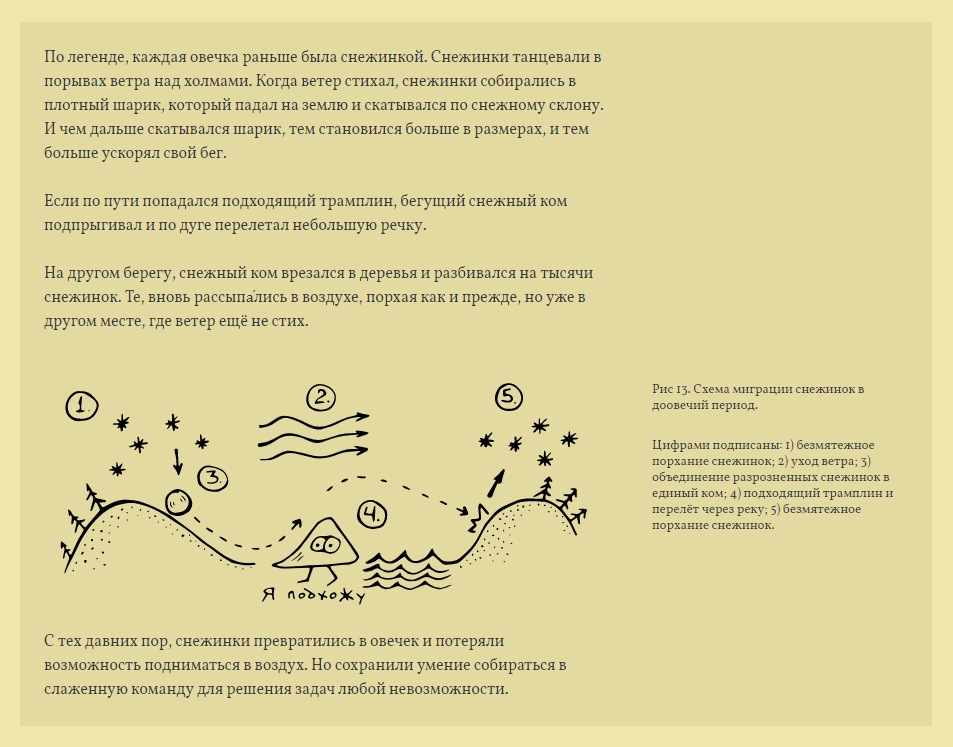 По легенде, каждая овечка раньше была снежинкой. Снежинки танцевали в
порывах ветра над холмами. Когда ветер стихал, снежинки собирались в
плотный шарик, который падал на землю и скатывался по снежному склону.
И чем дальше скатывался шарик, тем становился больше в размерах, и тем
больше ускорял свой бег.
Если по пути попадался подходящий трамплин, бегущий снежный ком
подпрыгивал и по дуге перелетал небольшую речку.
На другом берегу, снежный ком врезался в деревья и разбивался на тысячи
снежинок. Те, вновь рассыпа́лись в воздухе, порхая как и прежде, но уже в
другом месте, где ветер ещё не стих.
1.
2.
3.
4.
5.
Я подхожу
Рис 13. Схема миграции снежинок в
доовечий период.
Цифрами подписаны: 1) безмятежное
порхание снежинок; 2) уход ветра; 3)
объединение разрозненных снежинок в
единый ком; 4) подходящий трамплин и
перелёт через реку; 5) безмятежное
порхание снежинок.
С тех давних пор, снежинки превратились в овечек и потеряли
возможность подниматься в воздух. Но сохранили умение собираться в
слаженную команду для решения задач любой невозможности.